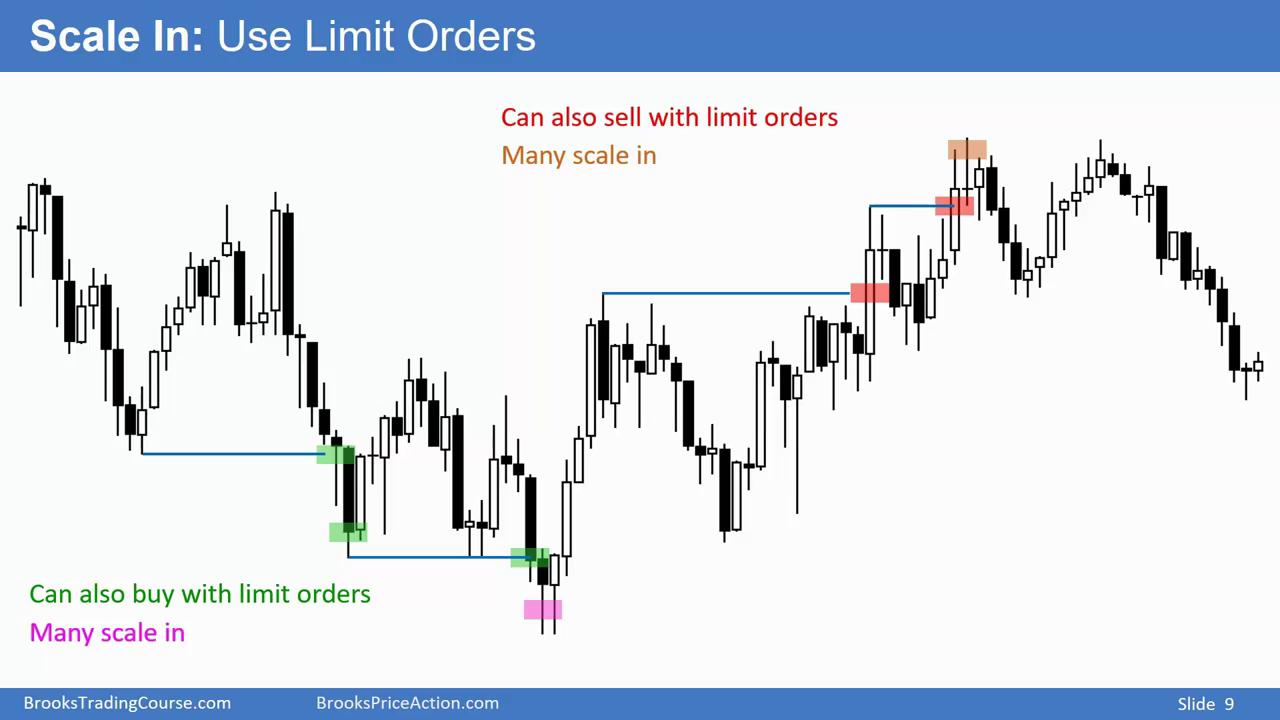 Scale In: Use Limit Orders
Can also sell with limit orders
Many scale in
Can also buy with limit orders
Many scale in
BrooksTradingCourse.com
BrooksPriceAction.com
Slide 9